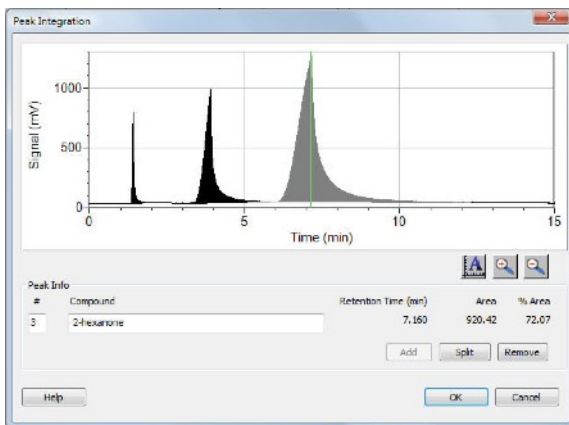 Peak Integration
1000
500
0
Signal (mV)
0 5 10 15
Time (min)
A
Peak Info
# Compound Retention Time (min) Area % Area
3 2-hexanone 7.160 920.42 72.07
Add Split Remove
Help OK Cancel